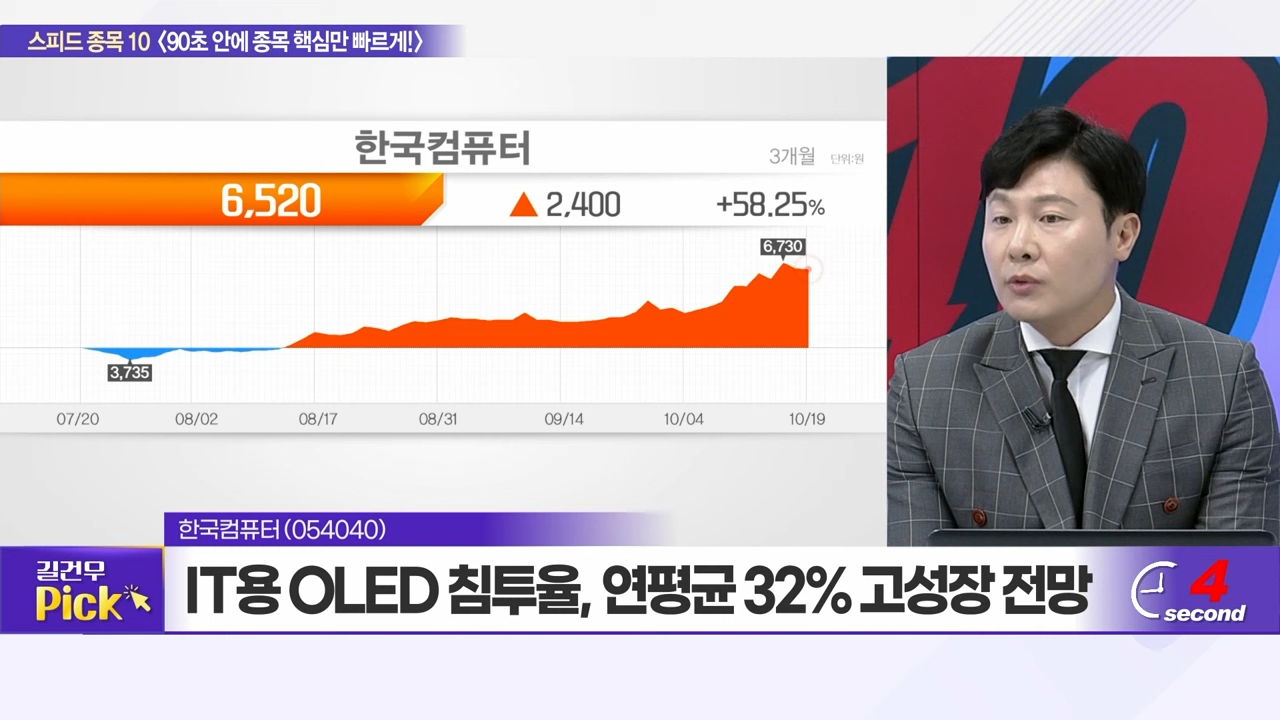 스피드 종목 10 〈90초 안에 종목 핵심만 빠르게!〉
한국컴퓨터
3개월 단위:원
6,520 ▲ 2,400 +58.25%
6,730
3,735
07/20 08/02 08/17 08/31 09/14 10/04 10/19
10
한국컴퓨터(054040)
길건무
Pick
IT용 OLED 침투율, 연평균 32% 고성장 전망
4
second